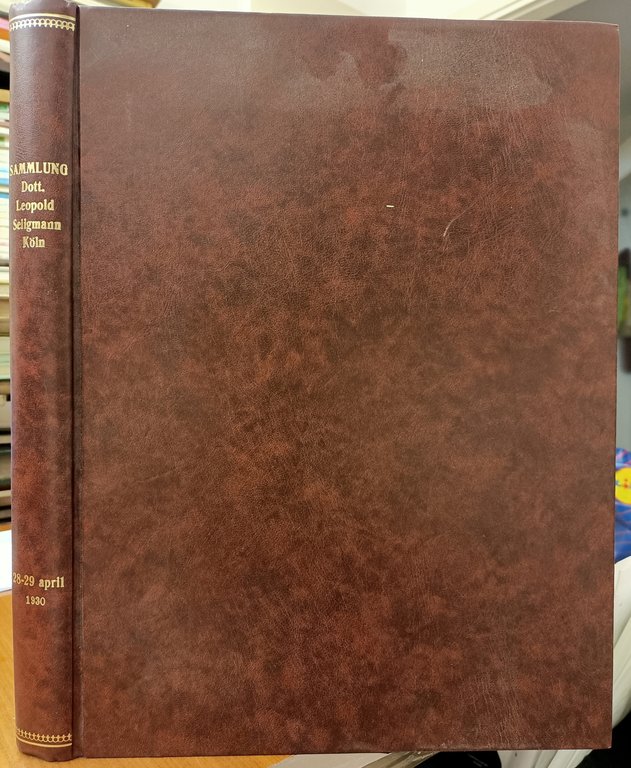 SAMMLUNG
Dott.
Leopold
Seligmann
Köln
28-29 april
1930